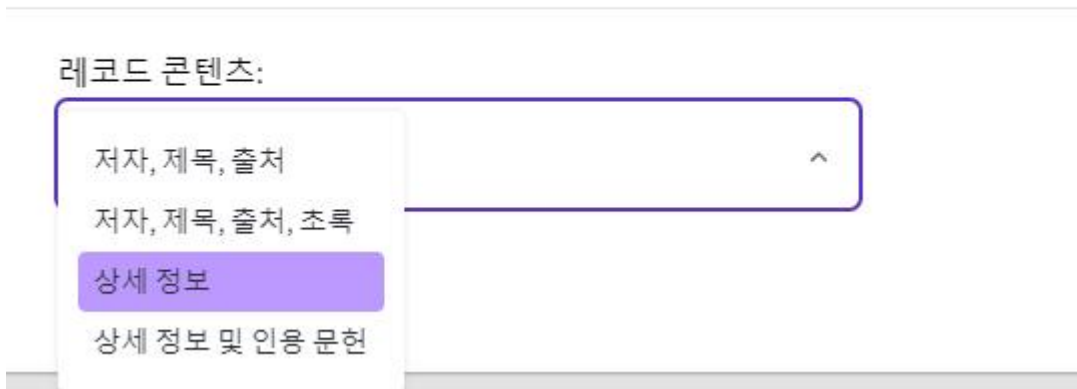 레코드 콘텐츠:
저자, 제목, 출처
저자, 제목, 출처, 초록
상세 정보
상세 정보 및 인용 문헌